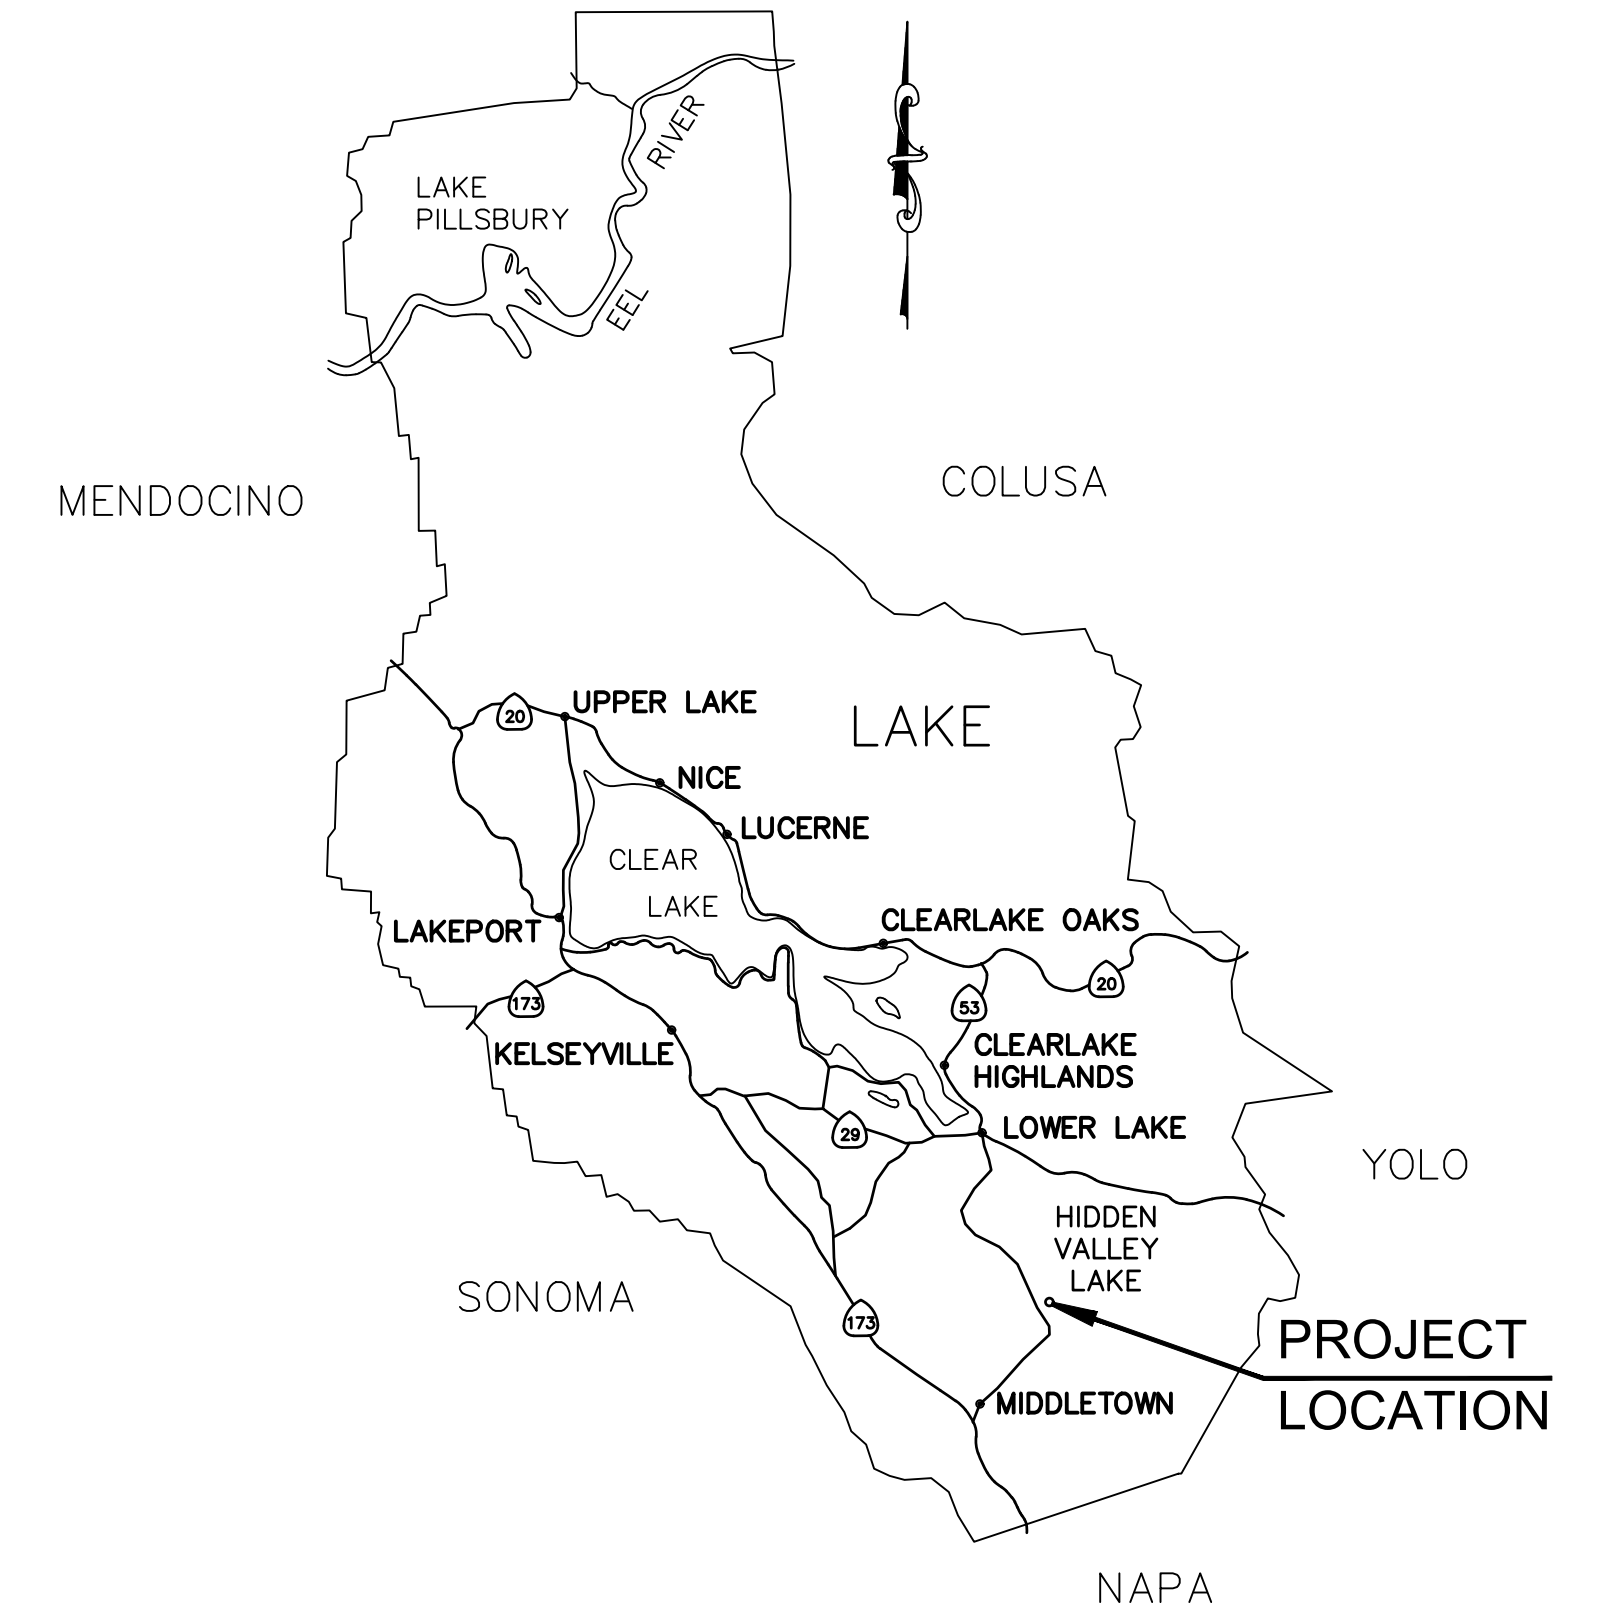 RIVER
LAKE
PILLSBURY
EEL
COLUSA
MENDOCINO
20
UPPER LAKE
LAKE
NICE
LUCERNE
CLEAR
LAKE
CLEARLAKE OAKS
LAKEPORT
20
173
53
KELSEYVILLE
CLEARLAKE
HIGHLANDS
29
LOWER LAKE
YOLO
HIDDEN
VALLEY
LAKE
SONOMA
173
PROJECT
LOCATION
MIDDLETOWN
NAPA